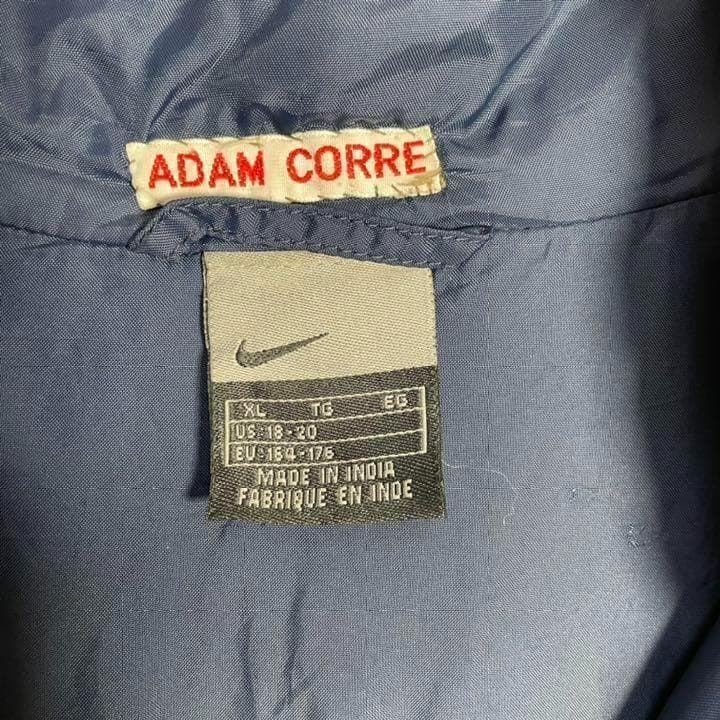 ADAM CORRE
XL TG EG
US: 18 - 20
EU: 164-176
MADE IN INDIA
FABRIQUE EN INDE